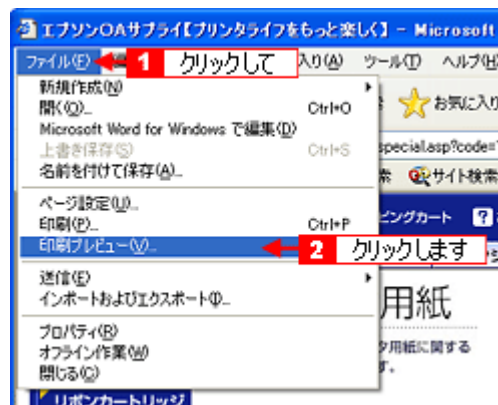 エプソンOAサプライ【プリンタライフをもっと楽しく】 - Microsoft
ファイル(F) 1 クリックして 入り(A) ツール(T) ヘルプ(H
新規作成(N)
開く(O)... Ctrl+O お気に入り
Microsoft Word for Windows で編集(D)
上書き保存(S) Ctrl+S special.asp?code=
名前を付けて保存(A)... 索 サイト検索
ページ設定(U)...
印刷(P)... Ctrl+P ピングカート ?
印刷プレビュー(V)... 2 クリックします
送信(E)
インポートおよびエクスポート(I)... 用紙
プロパティ(R)
オフライン作業(W) タ用紙に関する
閉じる(C) す。
リボンカートリッジ